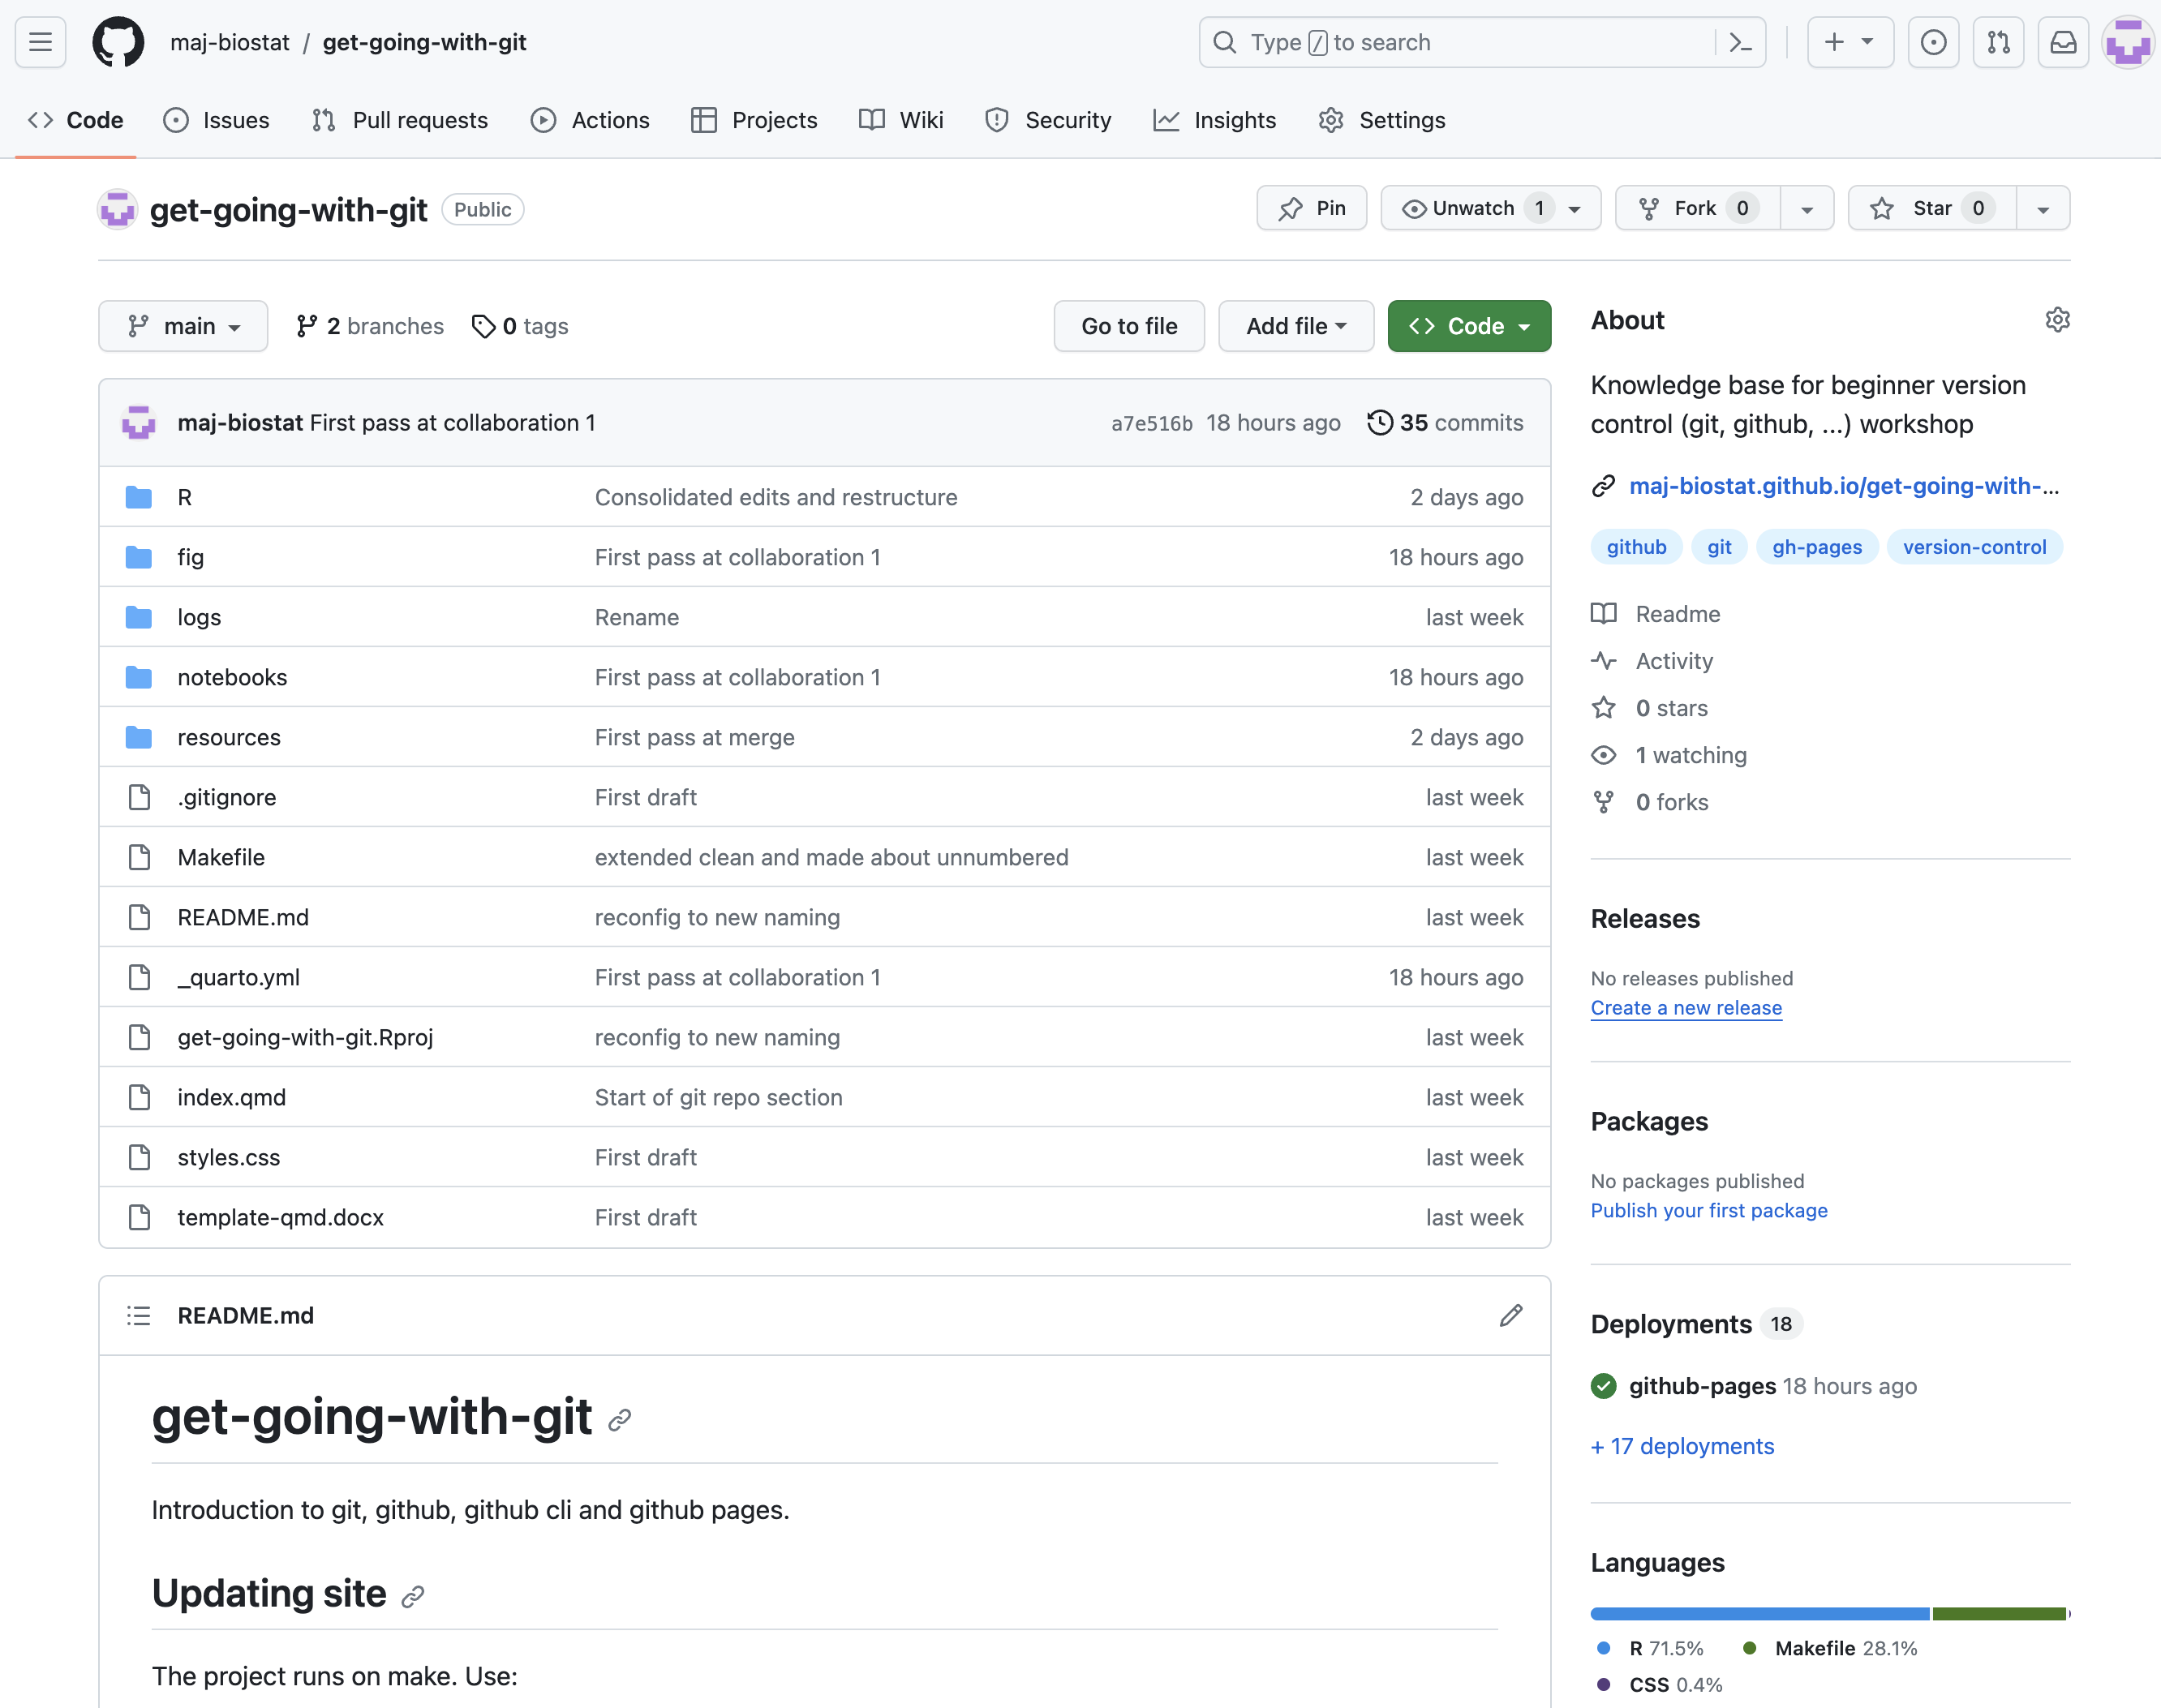 maj-biostat / get-going-with-git
Type / to search
Code
Issues
Pull requests
Actions
Projects
Wiki
Security
Insights
Settings
get-going-with-git Public
Pin
Unwatch 1
Fork 0
Star 0
main
2 branches
0 tags
Go to file
Add file
Code
maj-biostat First pass at collaboration 1 a7e516b 18 hours ago 35 commits
R Consolidated edits and restructure 2 days ago
fig First pass at collaboration 1 18 hours ago
logs Rename last week
notebooks First pass at collaboration 1 18 hours ago
resources First pass at merge 2 days ago
.gitignore First draft last week
Makefile extended clean and made about unnumbered last week
README.md reconfig to new naming last week
_quarto.yml First pass at collaboration 1 18 hours ago
get-going-with-git.Rproj reconfig to new naming last week
index.qmd Start of git repo section last week
styles.css First draft last week
template-qmd.docx First draft last week
README.md
get-going-with-git
Introduction to git, github, github cli and github pages.
Updating site
The project runs on make. Use:
About
Knowledge base for beginner version
control (git, github, ...) workshop
maj-biostat.github.io/get-going-with-...
github git gh-pages version-control
Readme
Activity
0 stars
1 watching
0 forks
Releases
No releases published
Create a new release
Packages
No packages published
Publish your first package
Deployments 18
github-pages 18 hours ago
+ 17 deployments
Languages
R 71.5% Makefile 28.1%
CSS 0.4%